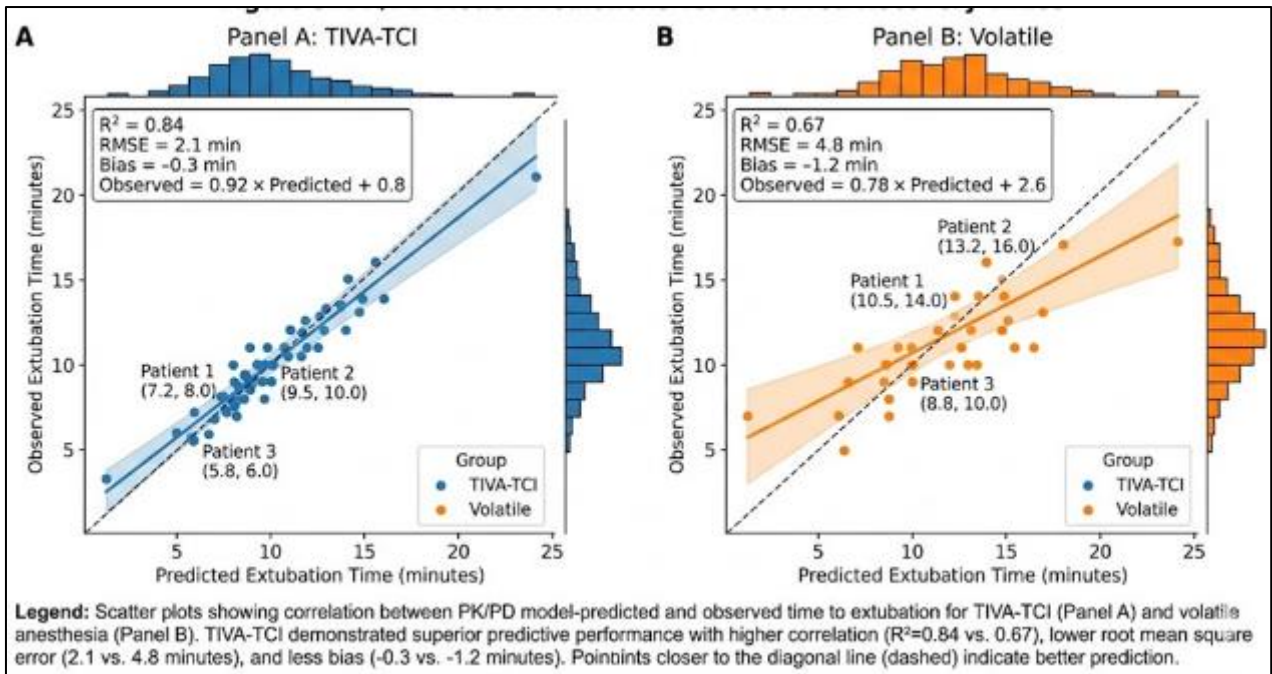 A
Panel A: TIVA-TCI
R² = 0.84
RMSE = 2.1 min
Bias = –0.3 min
Observed = 0.92 × Predicted + 0.8
Patient 1
(7.2, 8.0)
Patient 2
(9.5, 10.0)
Patient 3
(5.8, 6.0)
Group
TIVA-TCI
Volatile
25
20
15
10
5
Observed Extubation Time (minutes)
5 10 15 20 25
Predicted Extubation Time (minutes)
B
Panel B: Volatile
R² = 0.67
RMSE = 4.8 min
Bias = –1.2 min
Observed = 0.78 × Predicted + 2.6
Patient 2
(13.2, 16.0)
Patient 1
(10.5, 14.0)
Patient 3
(8.8, 10.0)
Group
TIVA-TCI
Volatile
25
20
15
10
5
Observed Extubation Time (minutes)
5 10 15 20 25
Predicted Extubation Time (minutes)
Legend: Scatter plots showing correlation between PK/PD model-predicted and observed time to extubation for TIVA-TCI (Panel A) and volatile
anesthesia (Panel B). TIVA-TCI demonstrated superior predictive performance with higher correlation (R²=0.84 vs. 0.67), lower root mean square
error (2.1 vs. 4.8 minutes), and less bias (-0.3 vs. -1.2 minutes). Pointints closer to the diagonal line (dashed) indicate better prediction.